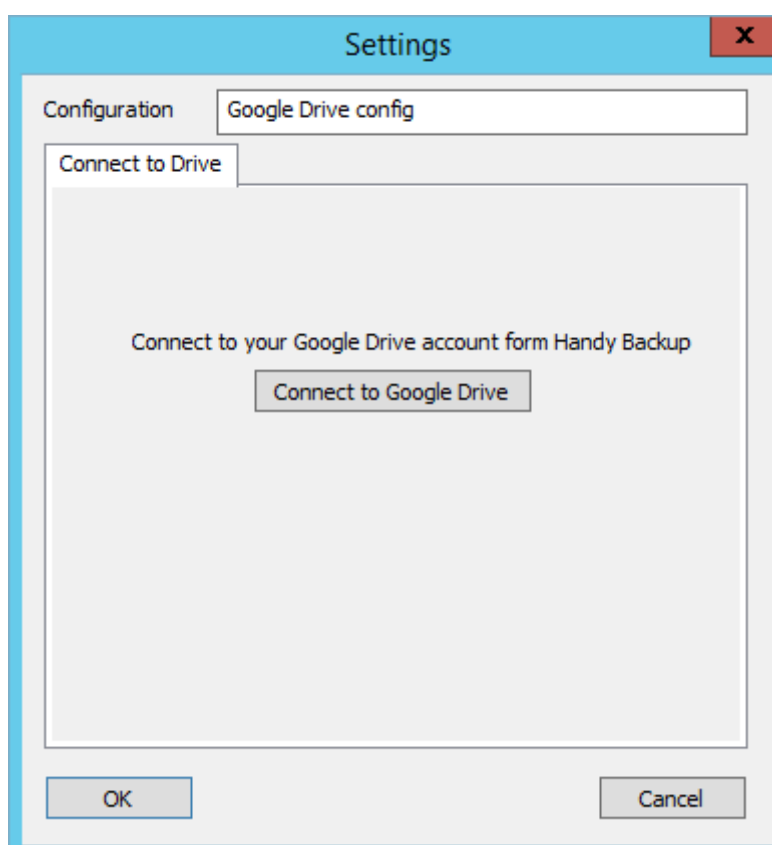 Settings
X
Configuration Google Drive config
Connect to Drive
Connect to your Google Drive account form Handy Backup
Connect to Google Drive
OK Cancel